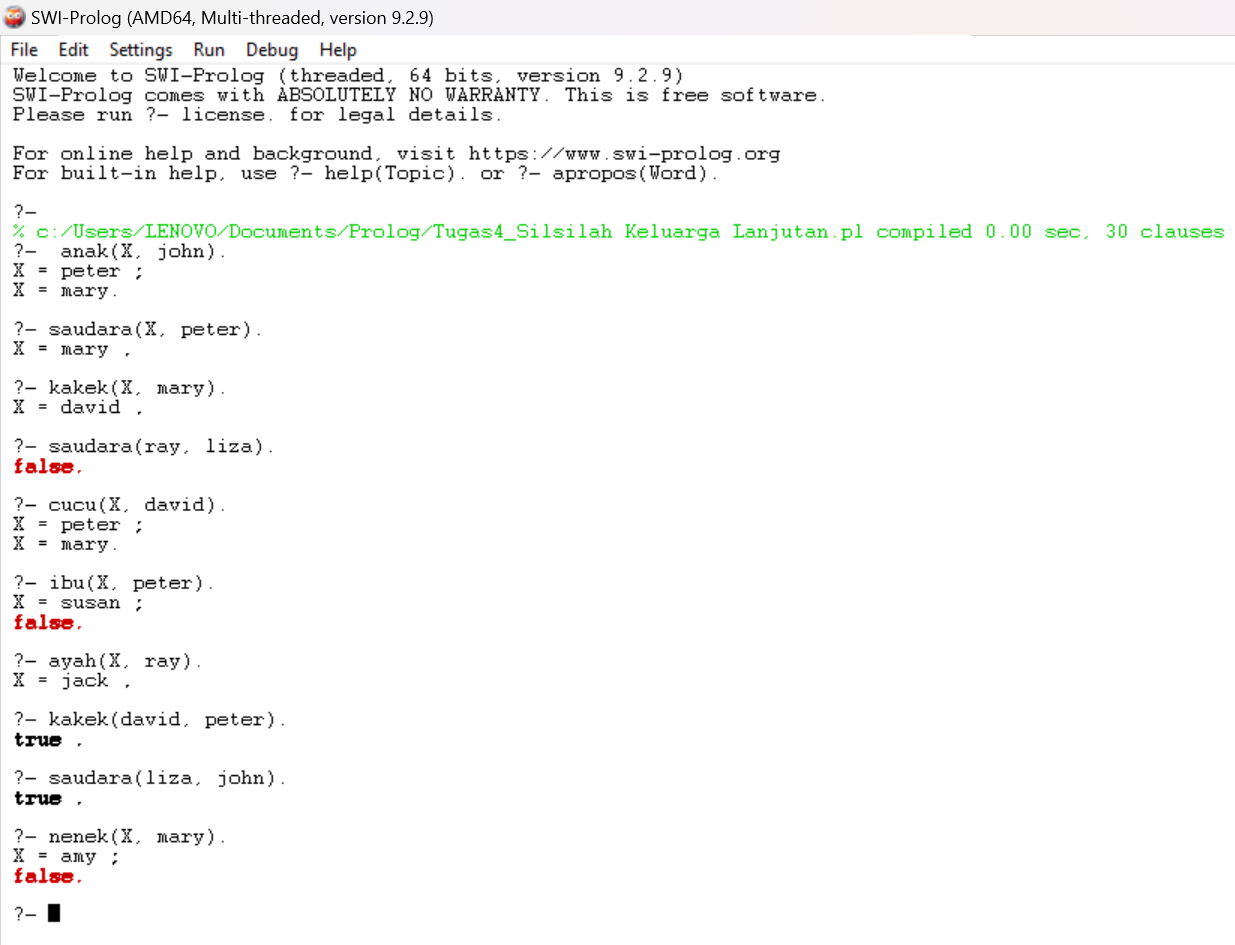 SWI-Prolog (AMD64, Multi-threaded, version 9.2.9)
File Edit Settings Run Debug Help
Welcome to SWI-Prolog (threaded, 64 bits, version 9.2.9)
SWI-Prolog comes with ABSOLUTELY NO WARRANTY. This is free software.
Please run ?- license. for legal details.
For online help and background, visit https://www.swi-prolog.org
For built-in help, use ?- help(Topic). or ?- apropos(Word).
?-
% c:/Users/LENOVO/Documents/Prolog/Tugas4_Silsilah Keluarga Lanjutan.pl compiled 0.00 sec, 30 clauses
?-  anak(X, john).
X = peter ;
X = mary.
?- saudara(X, peter).
X = mary .
?- kakek(X, mary).
X = david .
?- saudara(ray, liza).
false.
?- cucu(X, david).
X = peter ;
X = mary.
?- ibu(X, peter).
X = susan ;
false.
?- ayah(X, ray).
X = jack .
?- kakek(david, peter).
true .
?- saudara(liza, john).
true .
?- nenek(X, mary).
X = amy ;
false.
?-